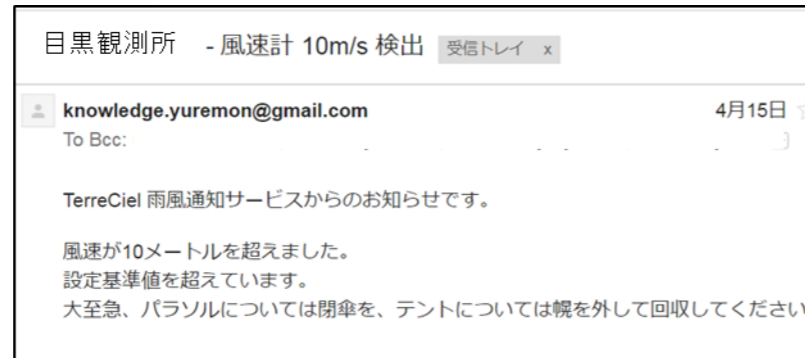 目黒観測所 - 風速計 10m/s 検出 受信トレイ x
knowledge.yuremon@gmail.com 4月15日
To Bcc:
TerreCiel 雨風通知サービスからのお知らせです。
風速が10メートルを超えました。
設定基準値を超えています。
大至急、パラソルについては閉傘を、テントについては幌を外して回収してください